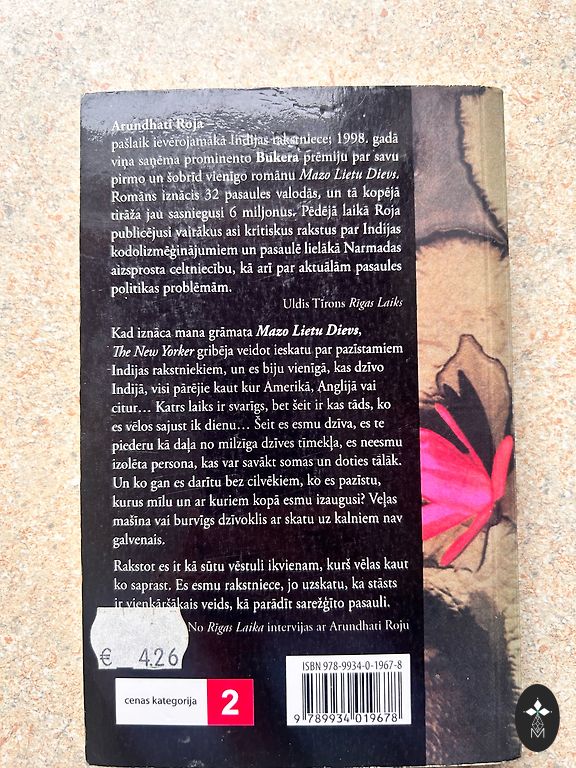 Arundhati Roja –
pašlaik ievērojamākā Indijas rakstniece; 1998. gadā
viņa saņēma prominento Bukera prēmiju par savu
pirmo un šobrīd vienīgo romānu Mazo Lietu Dievs.
Romāns iznācis 32 pasaules valodās, un tā kopējā
tirāža jau sasniegusi 6 miljonus. Pēdējā laikā Roja
publicējusi vairākus asi kritiskus rakstus par Indijas
kodolizmēģinājumiem un pasaulē lielākā Narmadas
aizsprosta celtniecību, kā arī par aktuālām pasaules
politikas problēmām.
Uldis Tīrons Rīgas Laiks
Kad iznāca mana grāmata Mazo Lietu Dievs,
The New Yorker gribēja veidot ieskatu par pazīstamiem
Indijas rakstniekiem, un es biju vienīgā, kas dzīvo
Indijā, visi pārējie kaut kur Amerikā, Anglijā vai
citur... Katrs laiks ir svarīgs, bet šeit ir kas tāds, ko
es vēlos sajust ik dienu... Šeit es esmu dzīva, es te
piederu kā daļa no milzīga dzīves tīmekļa, es neesmu
izolēta persona, kas var savākt somas un doties tālāk.
Un ko gan es darītu bez cilvēkiem, ko es pazīstu,
kurus mīlu un ar kuriem kopā esmu izaugusi? Veļas
mašīna vai burvīgs dzīvoklis ar skatu uz kalniem nav
galvenais.
Rakstot es it kā sūtu vēstuli ikvienam, kurš vēlas kaut
ko saprast. Es esmu rakstniece, jo uzskatu, ka stāsts
ir vienkāršākais veids, kā parādīt sarežģīto pasauli.
No Rīgas Laika intervijas ar Arundhati Roju
€ 4.26
cenas kategorija 2
ISBN 978-9934-0-1967-8
9 789934 019678
M